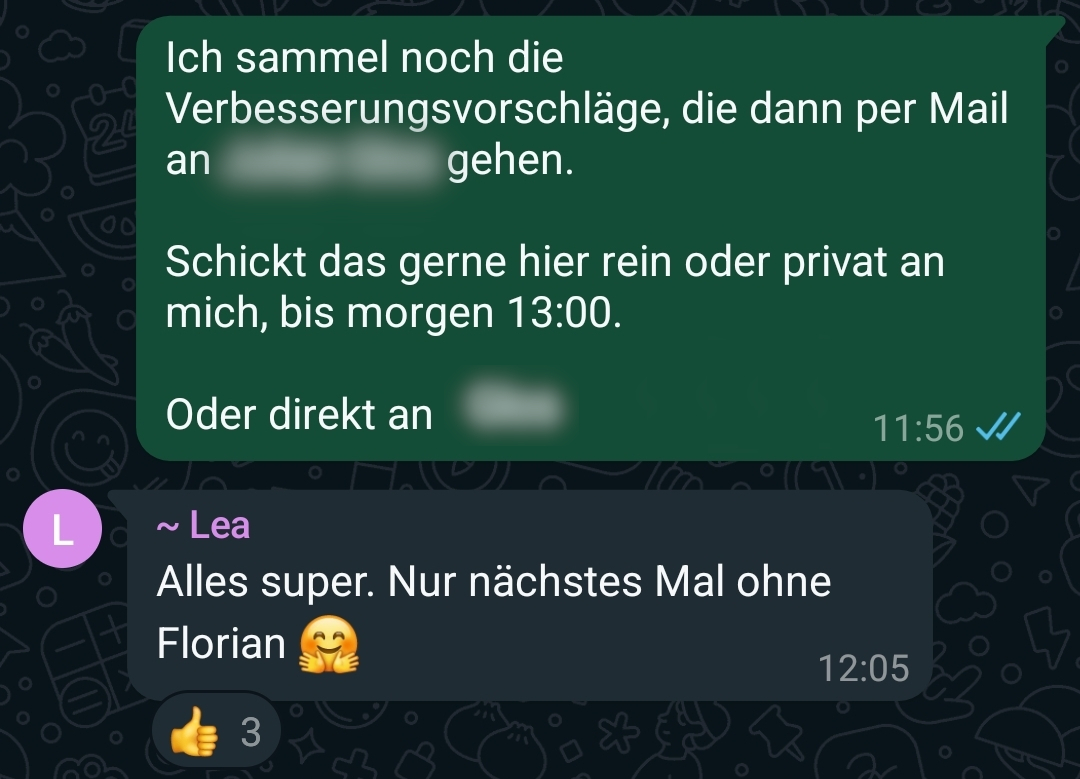 Ich sammel noch die
Verbesserungsvorschläge, die dann per Mail
an gehen.
Schickt das gerne hier rein oder privat an
mich, bis morgen 13:00.
Oder direkt an
11:56
L
~ Lea
Alles super. Nur nächstes Mal ohne
Florian 🤗
12:05
👍 3